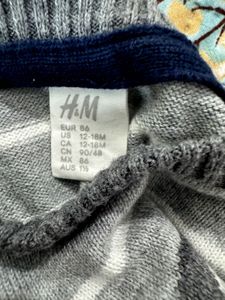 H&M
EUR 86
US 12-18M
CA 12-18M
CN 90/48
MX 86
AUS 1½